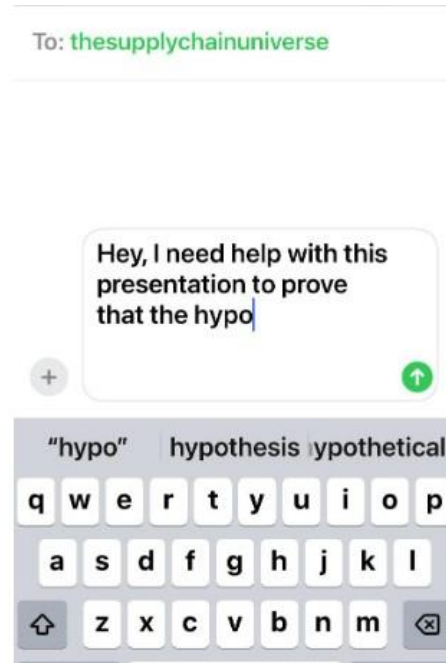 To: thesupplychainuniverse
Hey, I need help with this
presentation to prove
that the hypo
+
“hypo” hypothesis ypothetical
q w e r t y u i o p
a s d f g h j k l
z x c v b n m